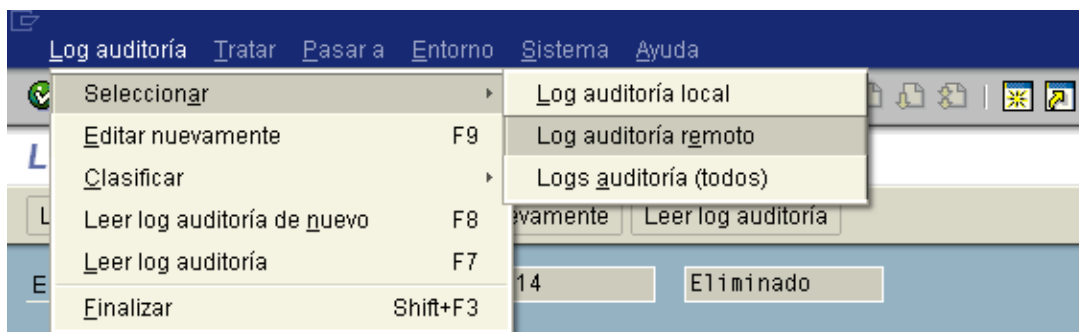 Log auditoría Tratar Pasar a Entorno Sistema Ayuda
Seleccionar Log auditoría local
Editar nuevamente F9 Log auditoría remoto
Clasificar Logs auditoría (todos)
Leer log auditoría de nuevo F8 Leer log auditoría
Leer log auditoría F7
14 Eliminado
Finalizar Shift+F3